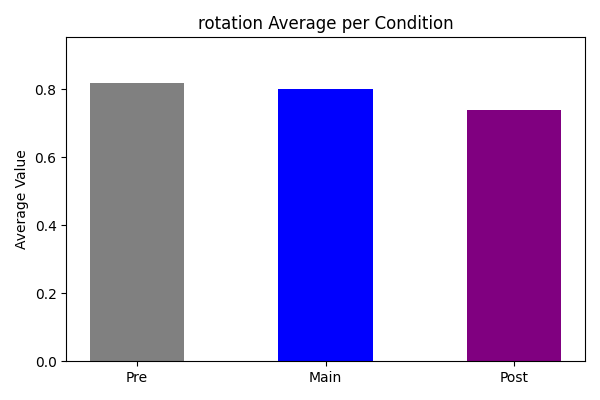 rotation Average per Condition
Average Value
0.8
0.6
0.4
0.2
0.0
Pre
Main
Post